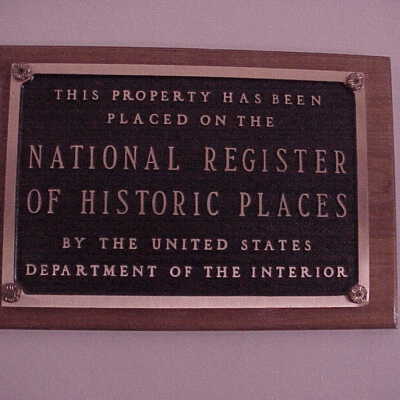 THIS PROPERTY HAS BEEN
PLACED ON THE
NATIONAL REGISTER
OF HISTORIC PLACES
BY THE UNITED STATES
DEPARTMENT OF THE INTERIOR